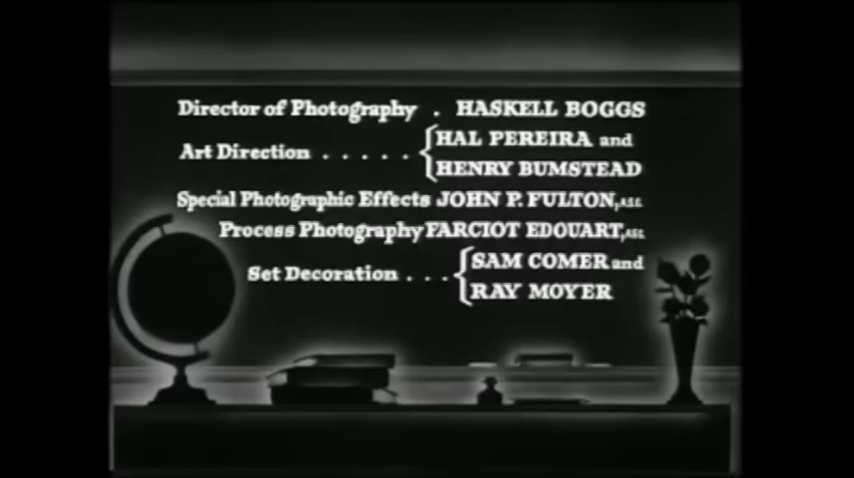 Director of Photography . HASKELL BOGGS
Art Direction . . . . . { HAL PEREIRA and
HENRY BUMSTEAD
Special Photographic Effects JOHN P. FULTON, A.S.C.
Process Photography FARCIOT EDOUART, A.S.C.
Set Decoration . . . { SAM COMER and
RAY MOYER